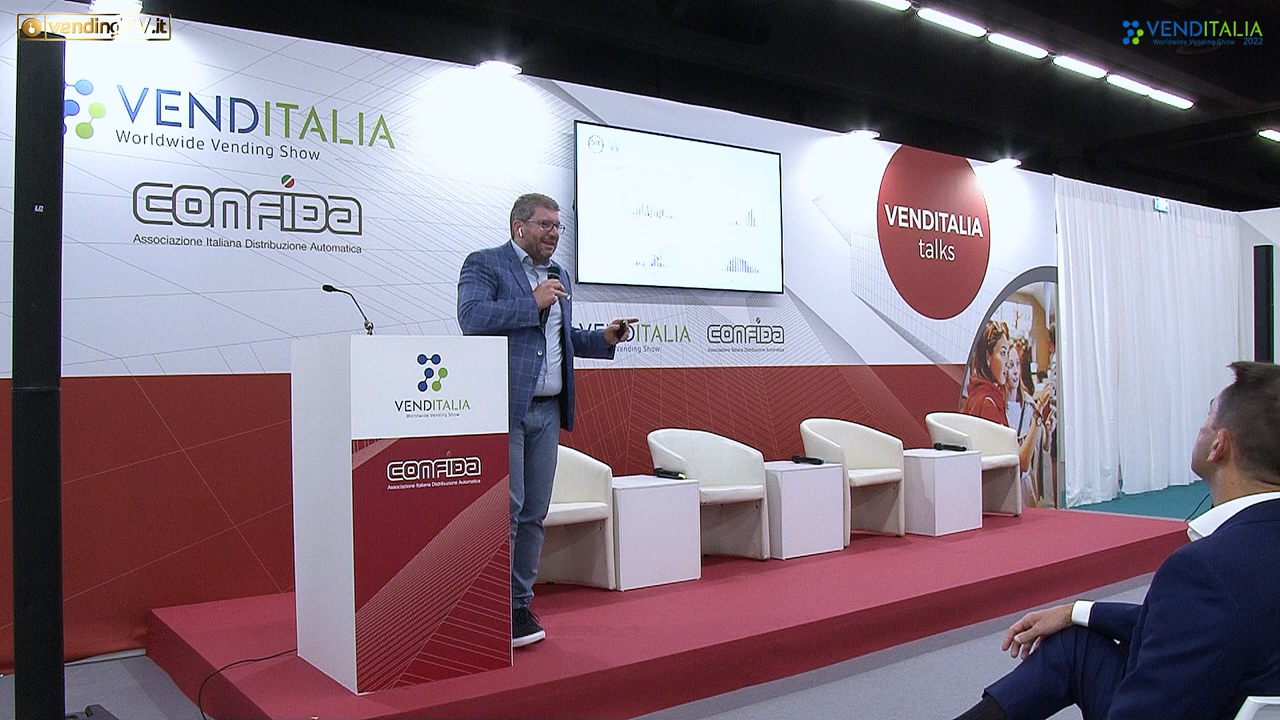 vendingTV.it
VENDITALIA
Worldwide Vending Show 2022
VENDITALIA
Worldwide Vending Show
CONFIDA
Associazione Italiana Distribuzione Automatica
VENDITALIA
talks
VENDITALIA
Vending Show
CONFIDA
Associazione Italiana Distribuzione Automatica
VENDITALIA
Worldwide Vending Show
CONFIDA
Associazione Italiana Distribuzione Automatica